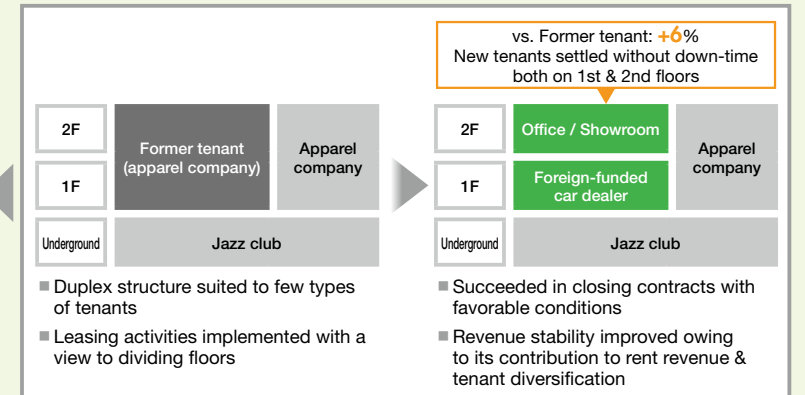 vs. Former tenant: +6%
New tenants settled without down-time
both on 1st & 2nd floors
2F
Former tenant
(apparel company)
Apparel
company
1F
Underground
Jazz club
■ Duplex structure suited to few types
of tenants
■ Leasing activities implemented with a
view to dividing floors
2F
Office / Showroom
Apparel
company
1F
Foreign-funded
car dealer
Underground
Jazz club
■ Succeeded in closing contracts with
favorable conditions
■ Revenue stability improved owing
to its contribution to rent revenue &
tenant diversification